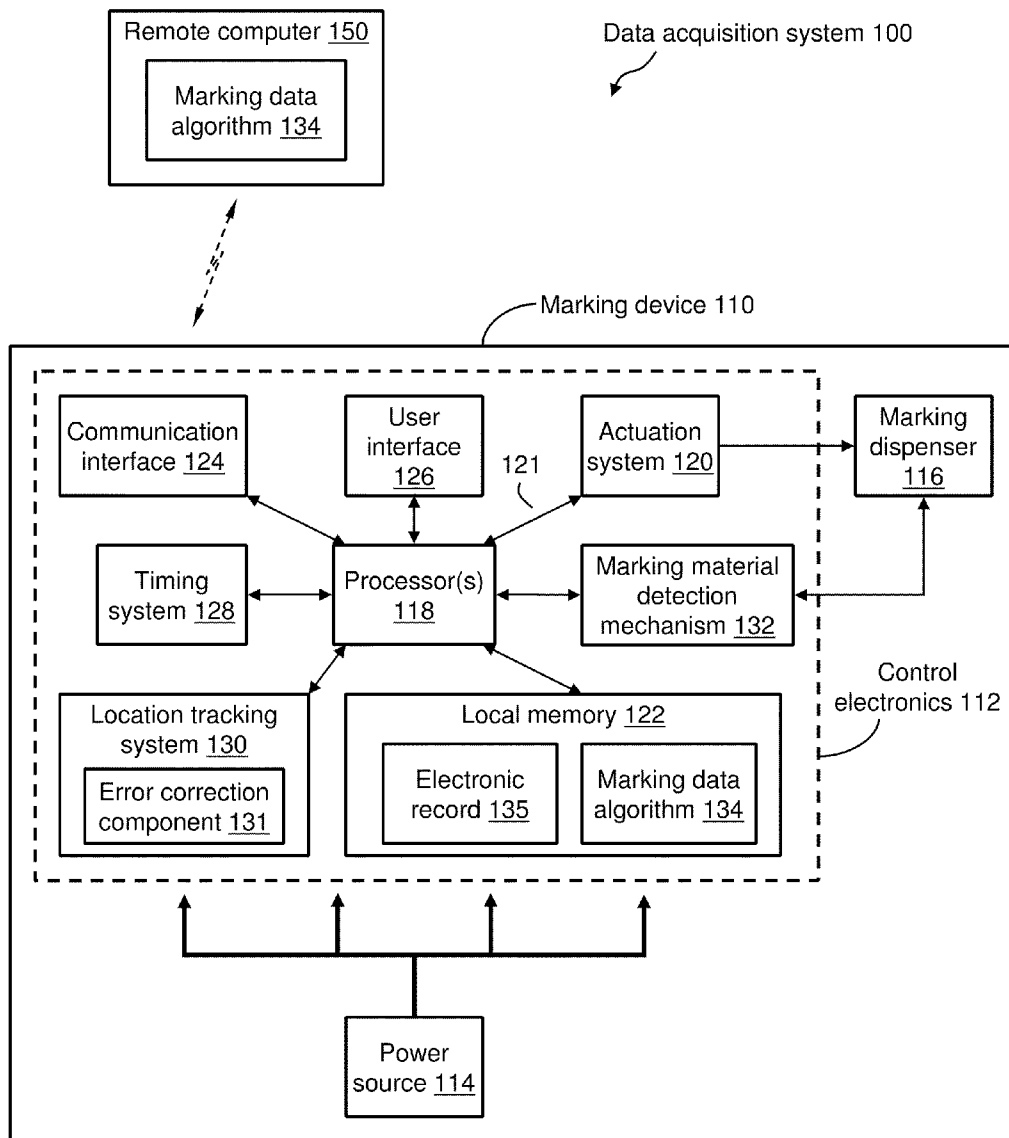 Remote computer 150
Data acquisition system 100
Marking data
algorithm 134
Marking device 110
Communication
interface 124
User
interface
126
Actuation
system 120
Marking
dispenser
116
121
Timing
system 128
Processor(s)
118
Marking material
detection
mechanism 132
Control
electronics 112
Location tracking
system 130
Error correction
component 131
Local memory 122
Electronic
record 135
Marking data
algorithm 134
Power
source 114